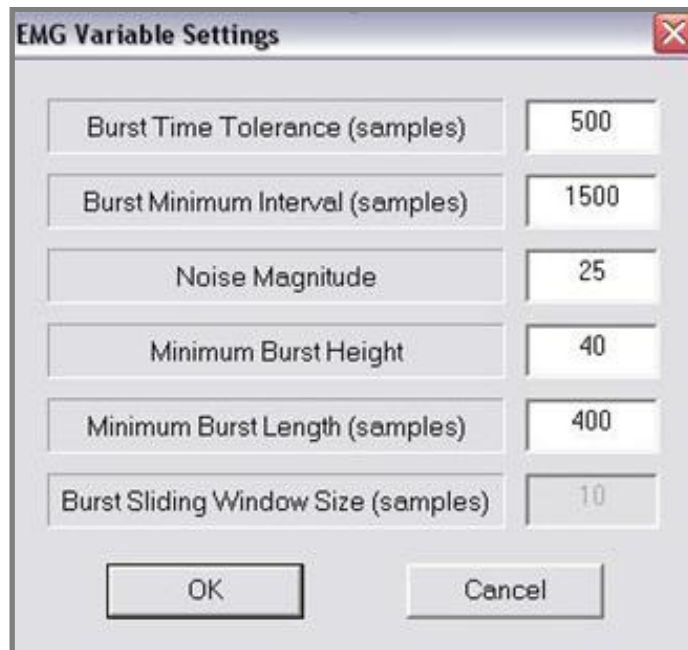 EMG Variable Settings
Burst Time Tolerance (samples) 500
Burst Minimum Interval (samples) 1500
Noise Magnitude 25
Minimum Burst Height 40
Minimum Burst Length (samples) 400
Burst Sliding Window Size (samples) 10
OK Cancel